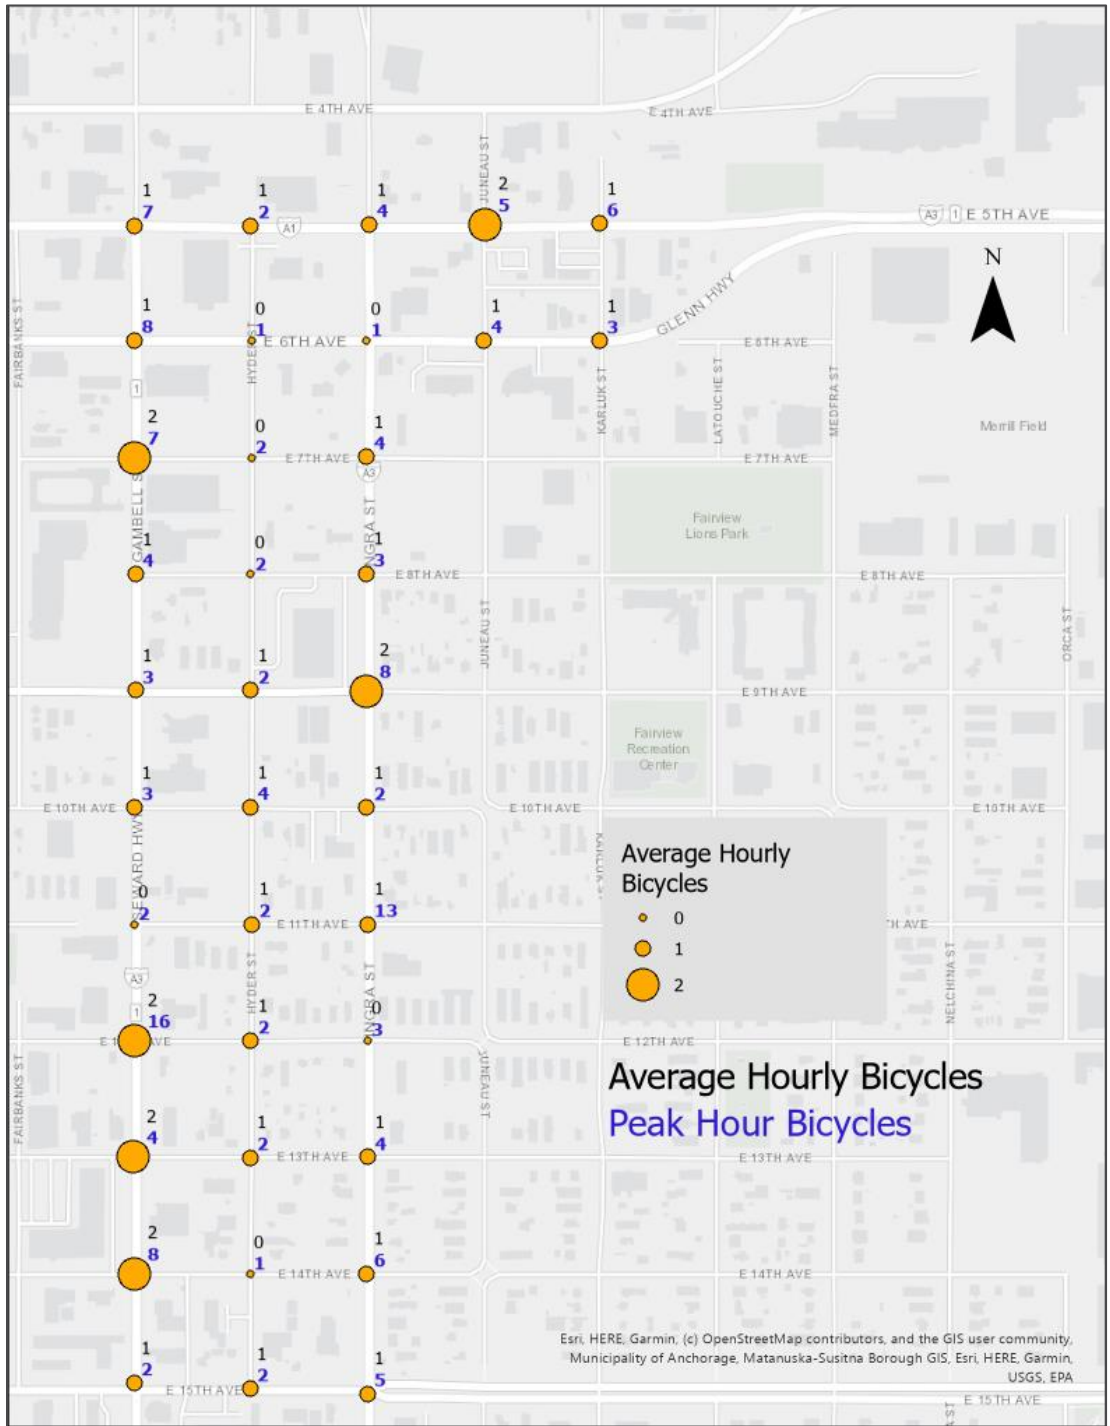 E 4TH AVE
E 4TH AVE
JUNEAU ST
1
7
1
2
1
4
2
5
1
6
A1
A3
1
E 5TH AVE
N
GLENN HWY
FAIRBANKS ST
1
8
0
1
HYDER ST
E 6TH AVE
0
1
1
4
1
3
E 6TH AVE
1
KARLUK ST
LATOUCHE ST
MEDFRA ST
Merrill Field
2
7
0
2
E 7TH AVE
1
4
A3
E 7TH AVE
GAMBELL S
INGRA ST
Fairview
Lions Park
1
4
0
2
1
3
E 8TH AVE
E 8TH AVE
JUNEAU ST
ORCA ST
1
3
1
2
2
8
E 9TH AVE
Fairview
Recreation
Center
E 10TH AVE
1
3
1
4
1
2
E 10TH AVE
E 10TH AVE
SEWARD HWY
Average Hourly
Bicycles
0
1
2
0
2
1
2
E 11TH AVE
1
13
TH AVE
A3
1
HYDER ST
INGRA ST
NELCHINA ST
2
16
E 1
AVE
1
2
0
3
E 12TH AVE
FAIRBANKS ST
JUNEAU ST
Average Hourly Bicycles
Peak Hour Bicycles
2
4
1
2
E 13TH AVE
1
4
E 13TH AVE
2
8
0
1
E 14TH AVE
1
6
E 14TH AVE
1
2
1
2
E 15TH AVE
1
5
Esri, HERE, Garmin, (c) OpenStreetMap contributors, and the GIS user community,
Municipality of Anchorage, Matanuska-Susitna Borough GIS, Esri, HERE, Garmin,
USGS, EPA
E 15TH AVE
A ST